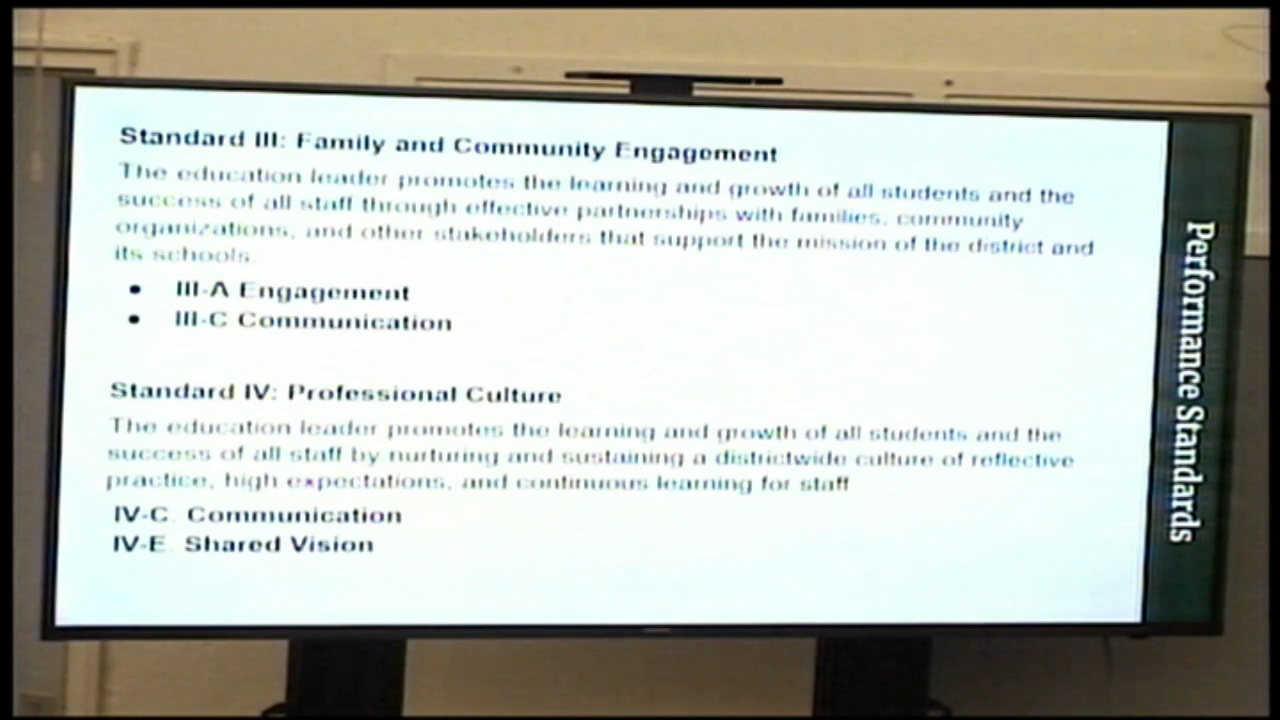 Standard III: Family and Community Engagement
The education leader promotes the learning and growth of all students and the
success of all staff through effective partnerships with families, community
organizations, and other stakeholders that support the mission of the district and
its schools.
• III-A Engagement
• III-C Communication
Standard IV: Professional Culture
The education leader promotes the learning and growth of all students and the
success of all staff by nurturing and sustaining a districtwide culture of reflective
practice, high expectations, and continuous learning for staff
IV-C. Communication
IV-E. Shared Vision
Performance Standards